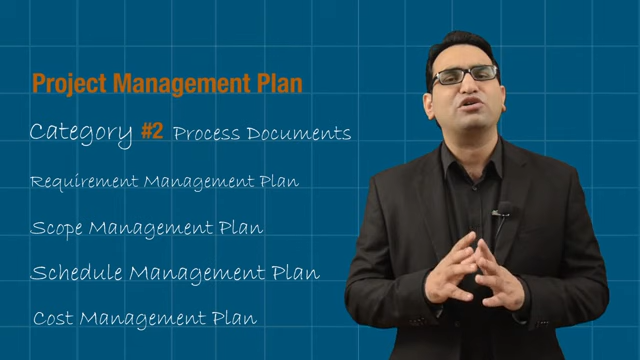 Project Management Plan
Category #2 Process Documents
Requirement Management Plan
Scope Management Plan
Schedule Management Plan
Cost Management Plan